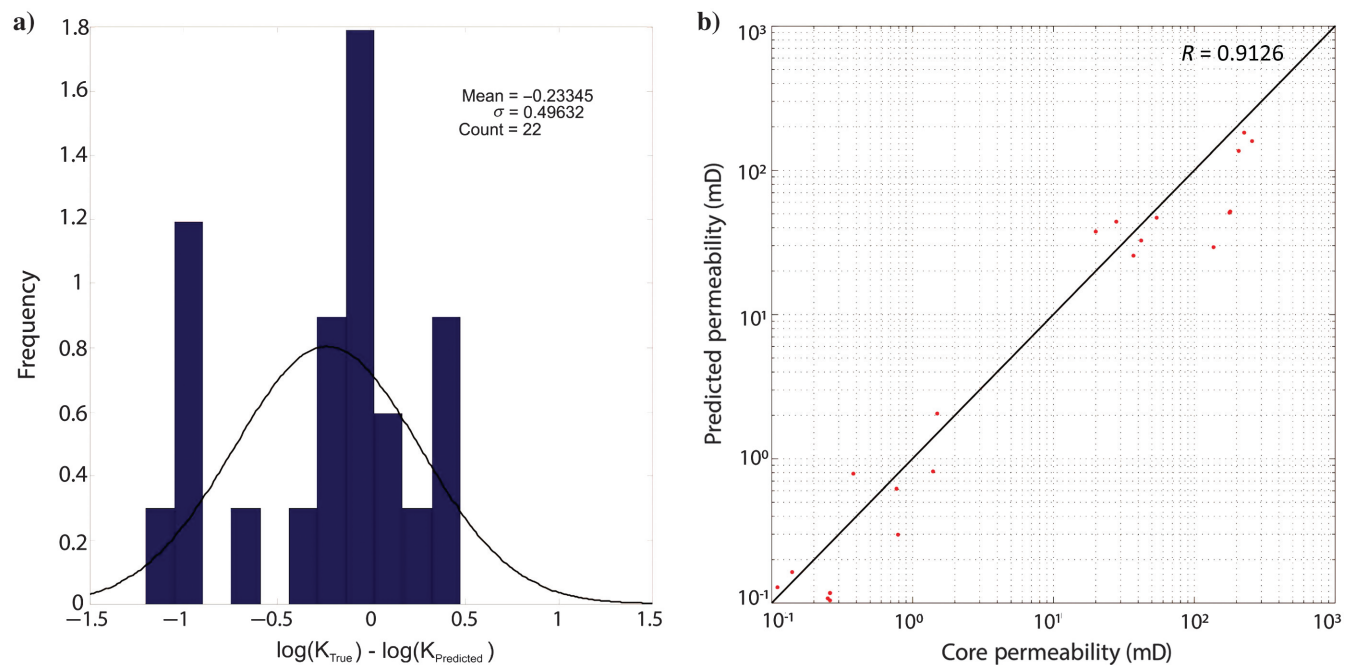 a)
1.8
1.6
1.4
1.2
1
0.8
0.6
0.4
0.2
0
Frequency
Mean = –0.23345
σ = 0.49632
Count = 22
−1.5 −1 −0.5 0 0.5 1 1.5
log(K_True) - log(K_Predicted)
b)
10³
10²
10¹
10⁰
10⁻¹
Predicted permeability (mD)
R = 0.9126
10⁻¹ 10⁰ 10¹ 10² 10³
Core permeability (mD)